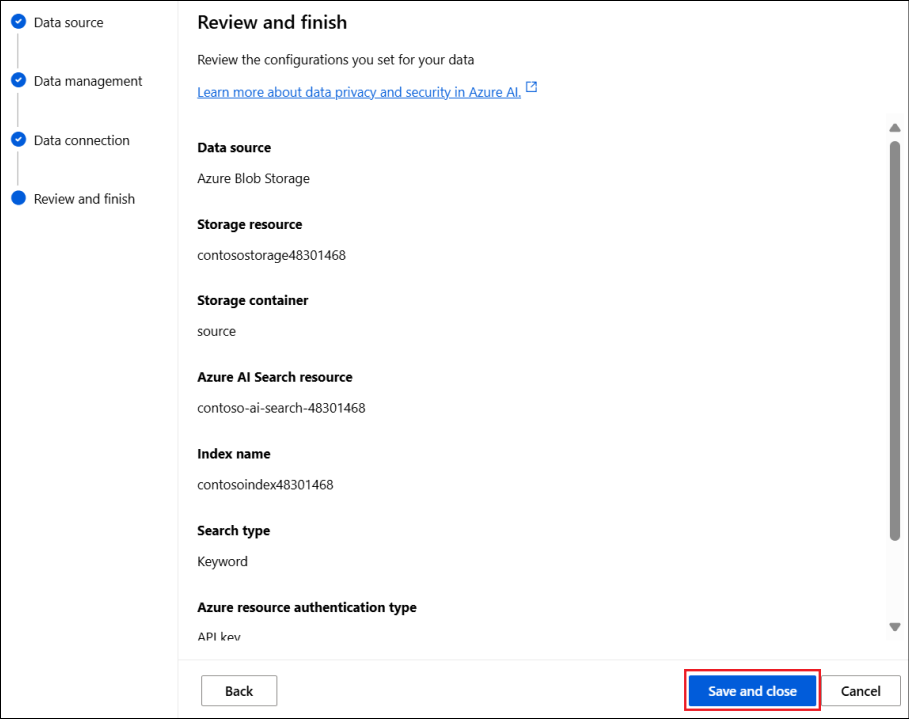 Data source
Data management
Data connection
Review and finish
Review and finish
Review the configurations you set for your data
Learn more about data privacy and security in Azure AI.
Data source
Azure Blob Storage
Storage resource
contosostorage48301468
Storage container
source
Azure AI Search resource
contoso-ai-search-48301468
Index name
contosoindex48301468
Search type
Keyword
Azure resource authentication type
API key
Back
Save and close
Cancel